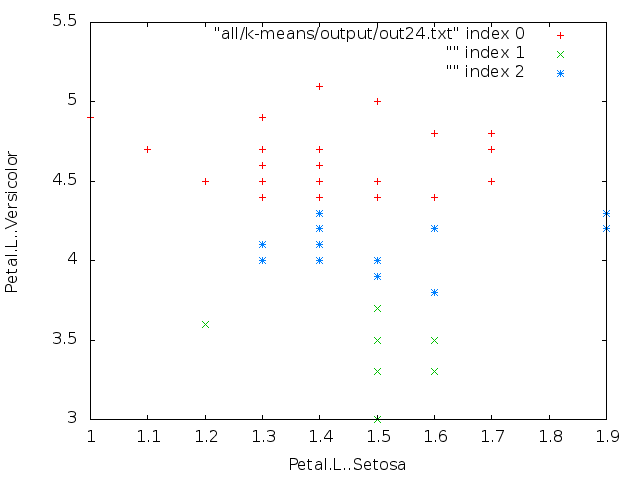 5.5
"all/k-means/output/out24.txt" index 0
"" index 1
"" index 2
5
4.5
4
3.5
3
Petal.L..Versicolor
1 1.1 1.2 1.3 1.4 1.5 1.6 1.7 1.8 1.9
Petal.L..Setosa